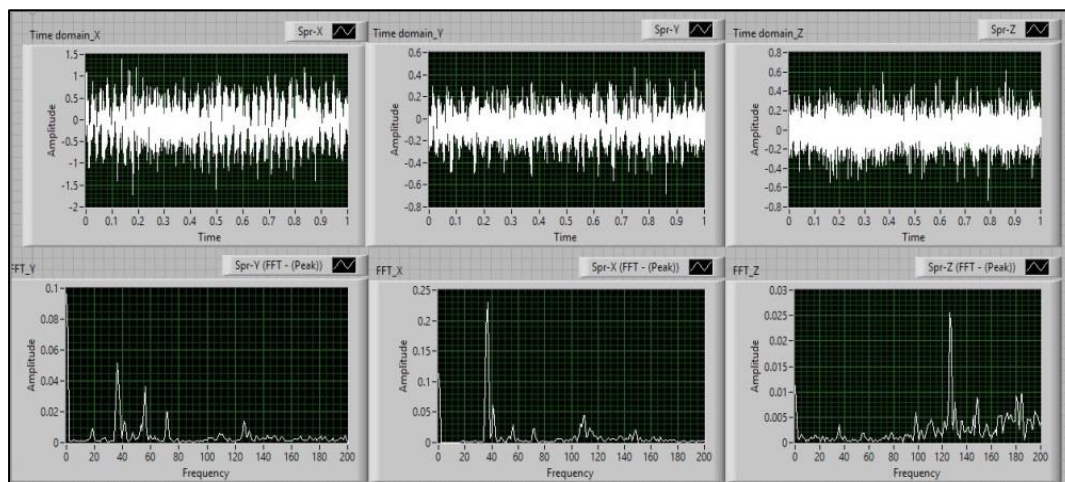 Time domain_X
Spr-X
1.5
1
0.5
0
-0.5
-1
-1.5
-2
Amplitude
0 0.1 0.2 0.3 0.4 0.5 0.6 0.7 0.8 0.9 1
Time
Time domain_Y
Spr-Y
0.6
0.4
0.2
0
-0.2
-0.4
-0.6
-0.8
Amplitude
0 0.1 0.2 0.3 0.4 0.5 0.6 0.7 0.8 0.9 1
Time
Time domain_Z
Spr-Z
0.8
0.6
0.4
0.2
0
-0.2
-0.4
-0.6
-0.8
Amplitude
0 0.1 0.2 0.3 0.4 0.5 0.6 0.7 0.8 0.9 1
Time
FFT_Y
Spr-Y (FFT - (Peak))
0.1
0.08
0.06
0.04
0.02
0
Amplitude
0 20 40 60 80 100 120 140 160 180 200
Frequency
FFT_X
Spr-X (FFT - (Peak))
0.25
0.2
0.15
0.1
0.05
0
Amplitude
0 20 40 60 80 100 120 140 160 180 200
Frequency
FFT_Z
Spr-Z (FFT - (Peak))
0.03
0.025
0.02
0.015
0.01
0.005
0
Amplitude
0 20 40 60 80 100 120 140 160 180 200
Frequency